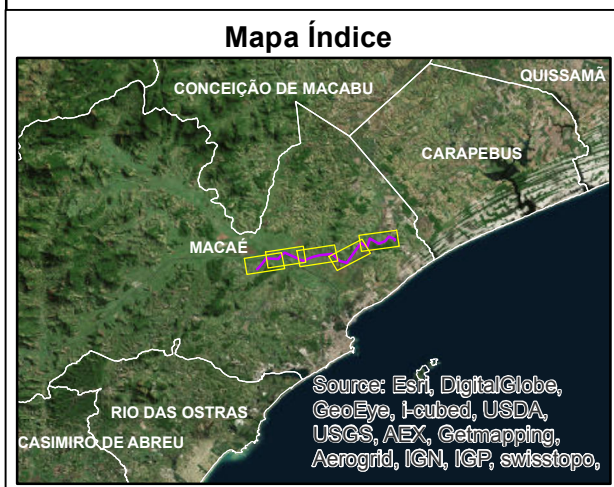 Mapa Índice
QUISSAMÃ
CONCEIÇÃO DE MACABU
CARAPEBUS
MACAÉ
RIO DAS OSTRAS
CASIMIRO DE ABREU
Source: Esri, DigitalGlobe,
GeoEye, i-cubed, USDA,
USGS, AEX, Getmapping,
Aerogrid, IGN, IGP, swisstopo,